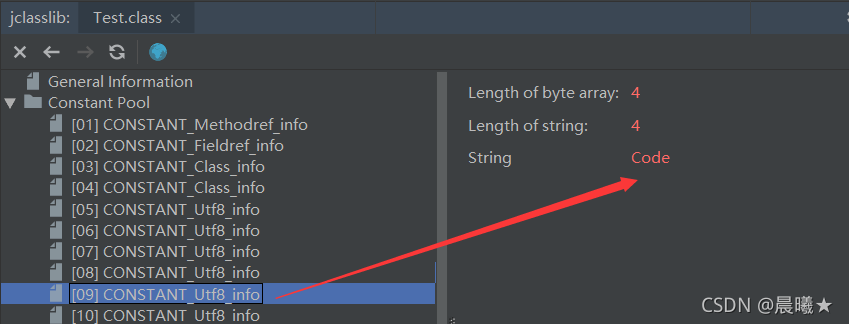 jclasslib: Test.class
General Information
Constant Pool
[01] CONSTANT_Methodref_info
[02] CONSTANT_Fieldref_info
[03] CONSTANT_Class_info
[04] CONSTANT_Class_info
[05] CONSTANT_Utf8_info
[06] CONSTANT_Utf8_info
[07] CONSTANT_Utf8_info
[08] CONSTANT_Utf8_info
[09] CONSTANT_Utf8_info
[10] CONSTANT_Utf8_info
Length of byte array: 4
Length of string: 4
String Code
CSDN @晨曦★